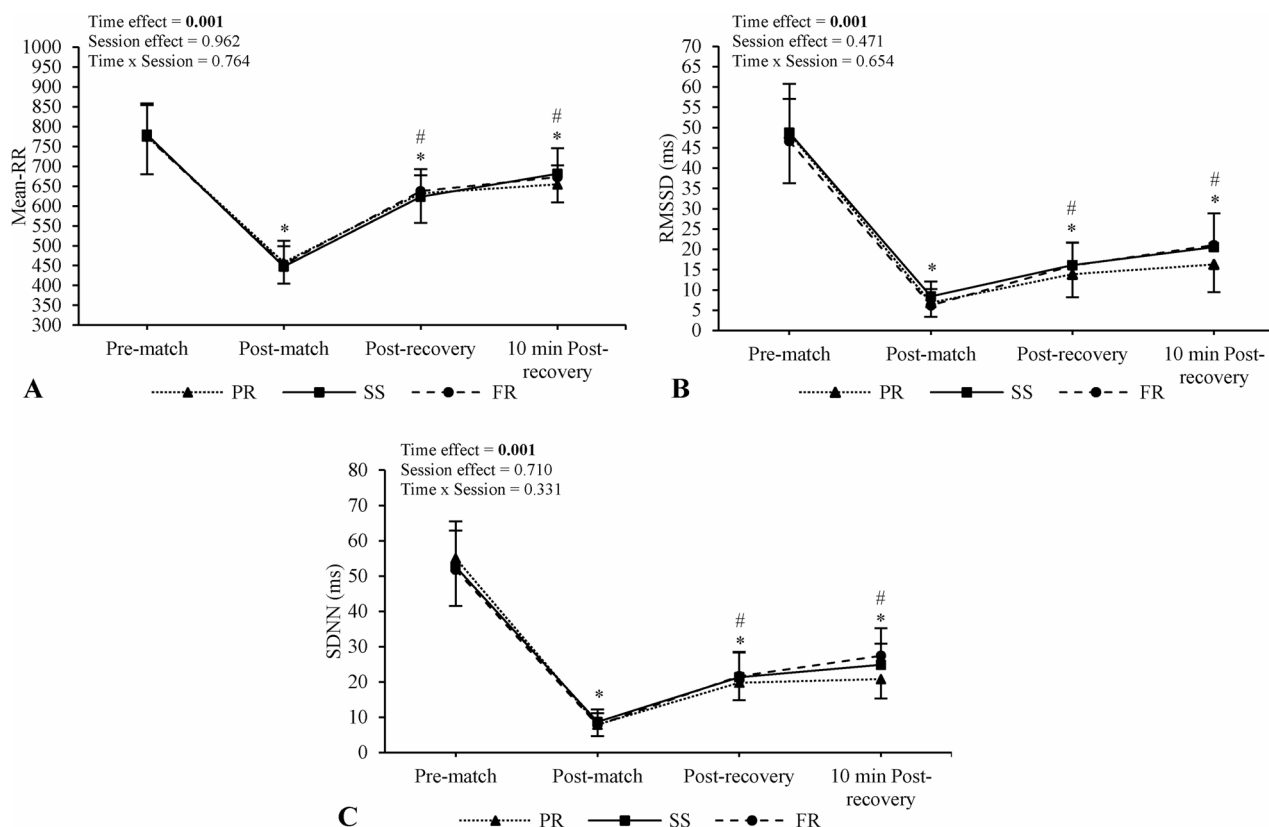 Time effect = 0.001
Session effect = 0.962
Time x Session = 0.764
1000
950
900
850
800
750
700
650
600
550
500
450
400
350
300
Mean-RR
*
#
*
#
*
Pre-match
Post-match
Post-recovery
10 min Post-
recovery
A
PR
SS
FR
Time effect = 0.001
Session effect = 0.471
Time x Session = 0.654
70
65
60
55
50
45
40
35
30
25
20
15
10
5
0
RMSSD (ms)
*
#
*
#
*
Pre-match
Post-match
Post-recovery
10 min Post-
recovery
B
PR
SS
FR
Time effect = 0.001
Session effect = 0.710
Time x Session = 0.331
80
70
60
50
40
30
20
10
0
SDNN (ms)
*
#
*
#
*
Pre-match
Post-match
Post-recovery
10 min Post-
recovery
C
PR
SS
FR